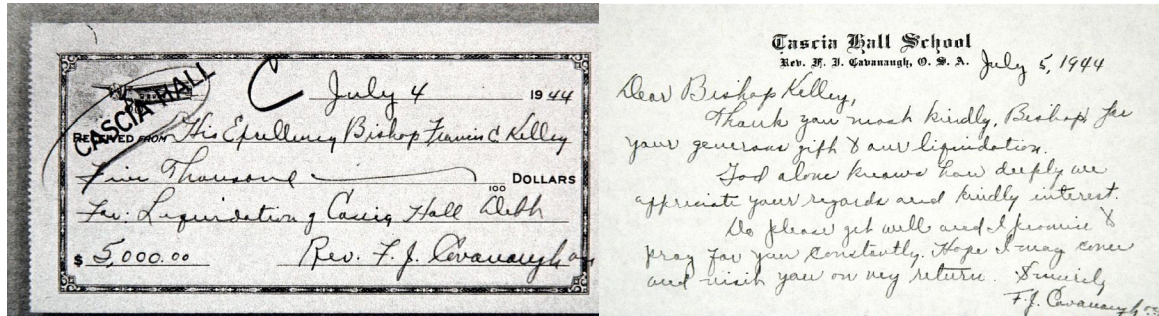 CASCIA HALL
C
July 4 1944
RECEIVED FROM His Excellency Bishop Francis C Kelley
Five Thousand 100 DOLLARS
For: Liquidation of Cascia Hall Debt
$ 5,000.00 Rev. F. J. Cavanaugh
Cascia Hall School
Rev. F. J. Cavanaugh, O. S. A.
July 5, 1944
Dear Bishop Kelley,
Thank you most kindly, Bishop, for
your generous gift & our liquidation.
God alone knows how deeply we
appreciate your regards and kindly interest.
Do please get well and I promise to
pray for you constantly. Hope I may come
and visit you on my return. Sincerely
F. J. Cavanaugh